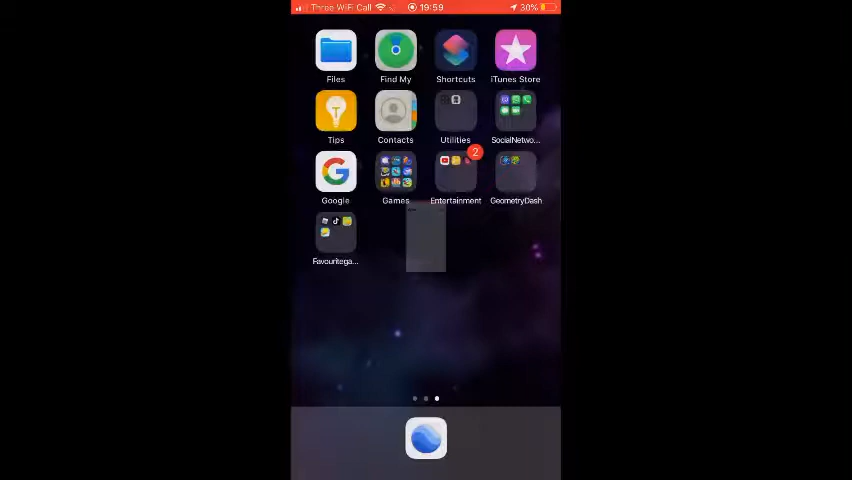 Three WiFi Call 19:59 30%
Files Find My Shortcuts iTunes Store
Tips Contacts Utilities SocialNetwo...
2
Google Games Entertainment GeometryDash
Favouritega...